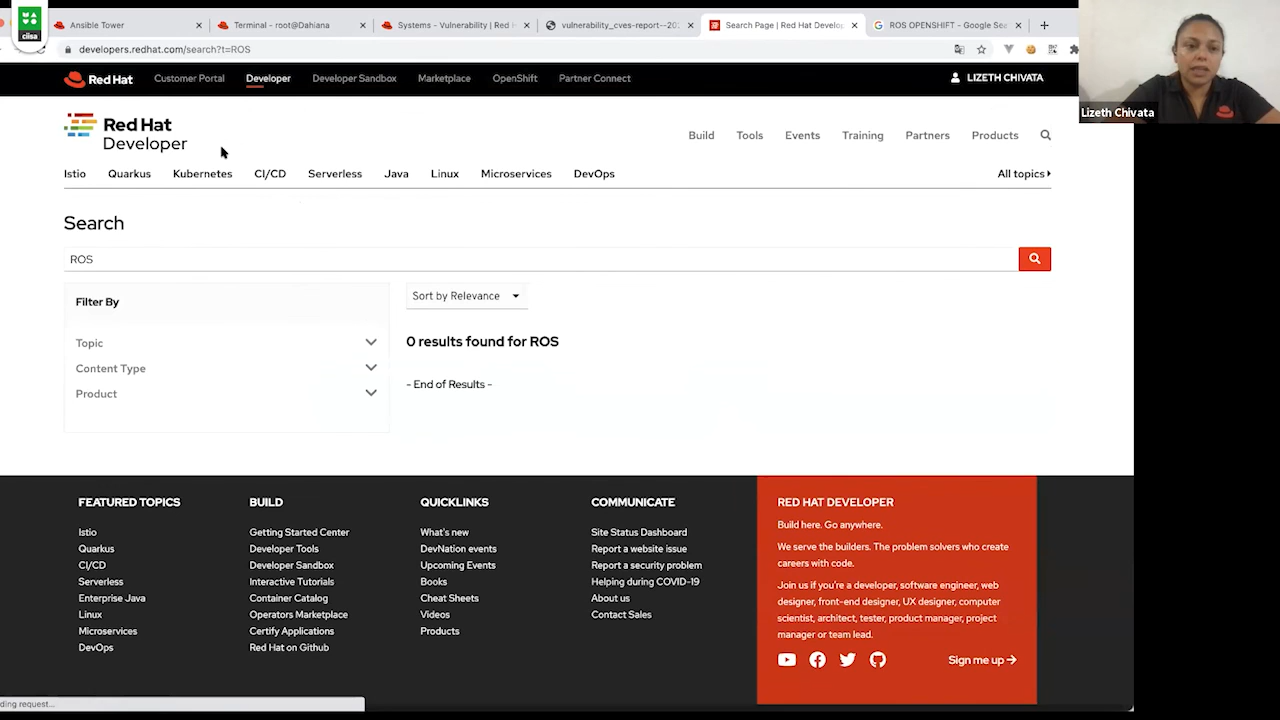 clisa
Ansible Tower
Terminal - root@Dahiana
Systems - Vulnerability | Red H
vulnerability_cves-report--202
Search Page | Red Hat Develo
ROS OPENSHIFT - Google Sea
developers.redhat.com/search?t=ROS
Red Hat
Customer Portal
Developer
Developer Sandbox
Marketplace
OpenShift
Partner Connect
LIZETH CHIVATA
Lizeth Chivata
Red Hat
Developer
Build
Tools
Events
Training
Partners
Products
Istio
Quarkus
Kubernetes
CI/CD
Serverless
Java
Linux
Microservices
DevOps
All topics
Search
ROS
Filter By
Topic
Content Type
Product
Sort by Relevance
0 results found for ROS
- End of Results -
FEATURED TOPICS
Istio
Quarkus
CI/CD
Serverless
Enterprise Java
Linux
Microservices
DevOps
BUILD
Getting Started Center
Developer Tools
Developer Sandbox
Interactive Tutorials
Container Catalog
Operators Marketplace
Certify Applications
Red Hat on Github
QUICKLINKS
What's new
DevNation events
Upcoming Events
Books
Cheat Sheets
Videos
Products
COMMUNICATE
Site Status Dashboard
Report a website issue
Report a security problem
Helping during COVID-19
About us
Contact Sales
RED HAT DEVELOPER
Build here. Go anywhere.
We serve the builders. The problem solvers who create
careers with code.
Join us if you're a developer, software engineer, web
designer, front-end designer, UX designer, computer
scientist, architect, tester, product manager, project
manager or team lead.
Sign me up
ding request...